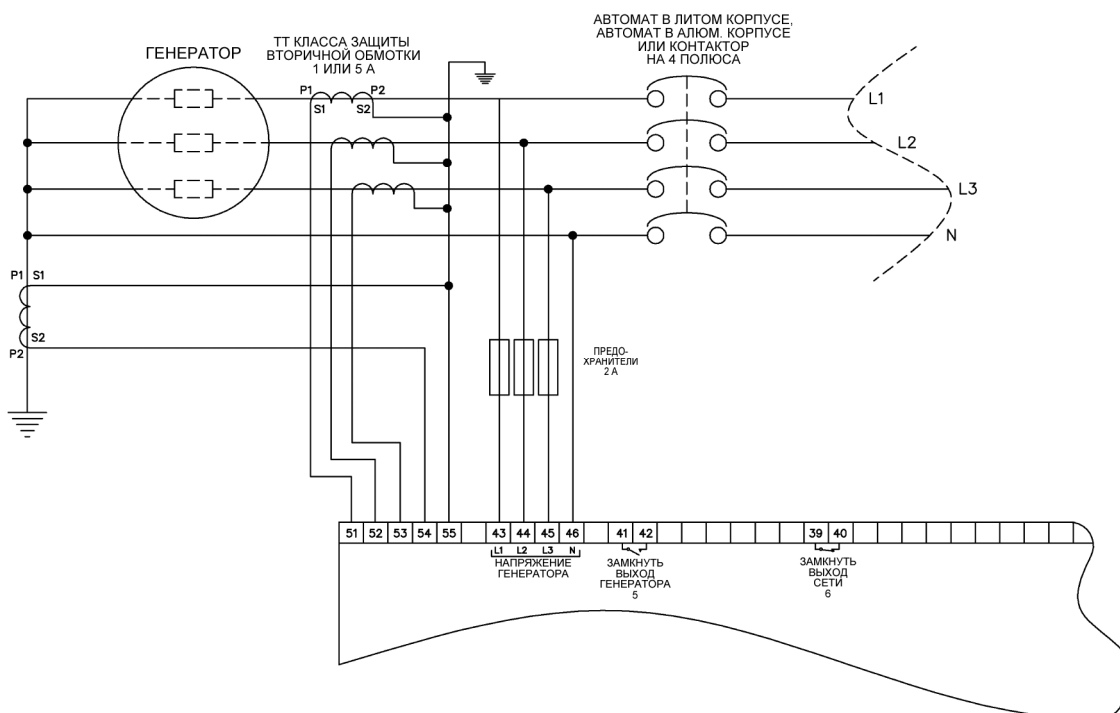 АВТОМАТ В ЛИТОМ КОРПУСЕ,
АВТОМАТ В АЛЮМ. КОРПУСЕ
ИЛИ КОНТАКТОР
НА 4 ПОЛЮСА
ГЕНЕРАТОР
ТТ КЛАССА ЗАЩИТЫ
ВТОРИЧНОЙ ОБМОТКИ
1 ИЛИ 5 А
P1 P2
S1 S2
L1
L2
L3
N
P1 S1
S2
P2
ПРЕДО-
ХРАНИТЕЛИ
2 А
51 52 53 54 55 43 44 45 46 41 42 39 40
L1 L2 L3 N
НАПРЯЖЕНИЕ
ГЕНЕРАТОРА
ЗАМКНУТЬ
ВЫХОД
ГЕНЕРАТОРА
5
ЗАМКНУТЬ
ВЫХОД
СЕТИ
6